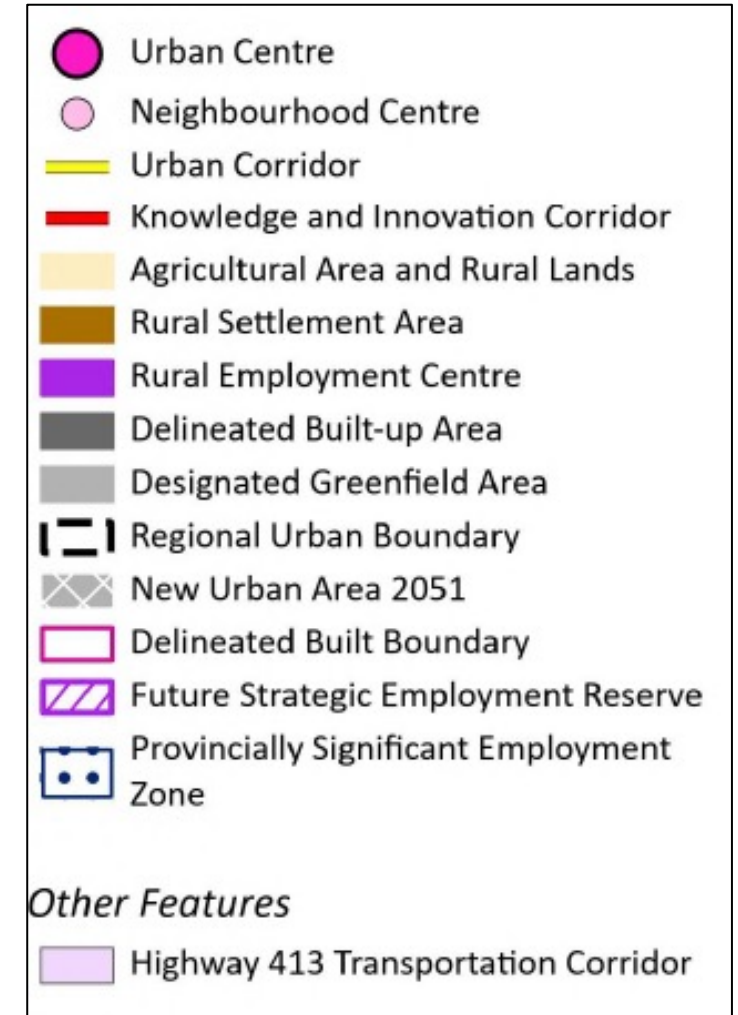 Urban Centre
Neighbourhood Centre
Urban Corridor
Knowledge and Innovation Corridor
Agricultural Area and Rural Lands
Rural Settlement Area
Rural Employment Centre
Delineated Built-up Area
Designated Greenfield Area
Regional Urban Boundary
New Urban Area 2051
Delineated Built Boundary
Future Strategic Employment Reserve
Provincially Significant Employment
Zone
Other Features
Highway 413 Transportation Corridor